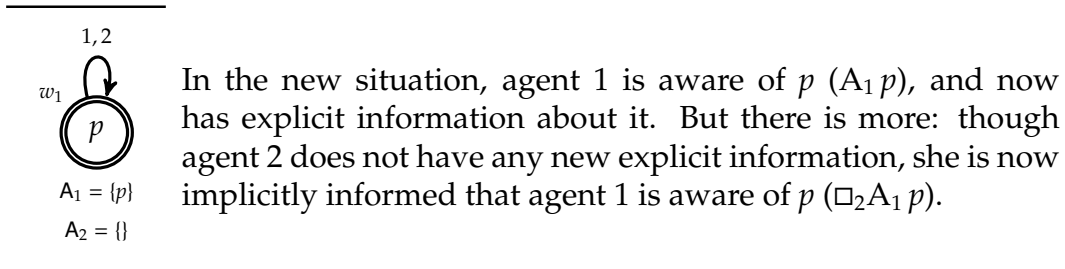 1, 2
w₁
p
A₁ = {p}
A₂ = {}
In the new situation, agent 1 is aware of p (A₁ p), and now
has explicit information about it. But there is more: though
agent 2 does not have any new explicit information, she is now
implicitly informed that agent 1 is aware of p (□₂A₁ p).